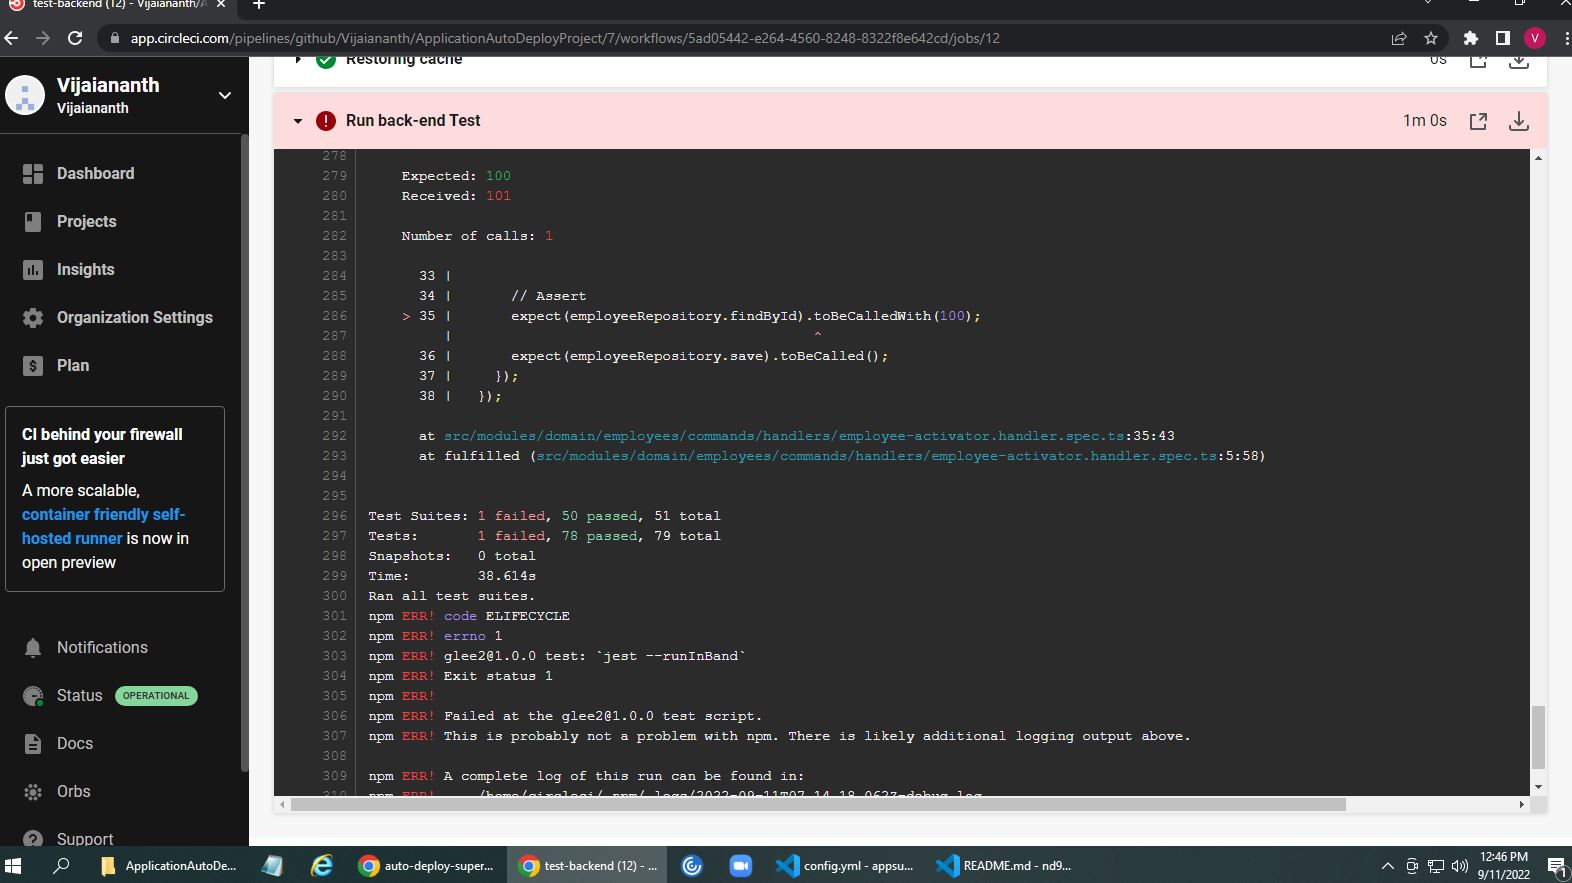 test-backend (12) - Vijaiananth/A
app.circleci.com/pipelines/github/Vijaiananth/ApplicationAutoDeployProject/7/workflows/5ad05442-e264-4560-8248-8322f8e642cd/jobs/12
V
Vijaiananth
Vijaiananth
Dashboard
Projects
Insights
Organization Settings
Plan
CI behind your firewall
just got easier
A more scalable,
container friendly self-
hosted runner is now in
open preview
Notifications
Status OPERATIONAL
Docs
Orbs
Support
Restoring cache 0s
Run back-end Test 1m 0s
278
279 Expected: 100
280 Received: 101
281
282 Number of calls: 1
283
284 33 |
285 34 | // Assert
286 > 35 | expect(employeeRepository.findById).toBeCalledWith(100);
287 | ^
288 36 | expect(employeeRepository.save).toBeCalled();
289 37 | });
290 38 | });
291
292 at src/modules/domain/employees/commands/handlers/employee-activator.handler.spec.ts:35:43
293 at fulfilled (src/modules/domain/employees/commands/handlers/employee-activator.handler.spec.ts:5:58)
294
295
296 Test Suites: 1 failed, 50 passed, 51 total
297 Tests: 1 failed, 78 passed, 79 total
298 Snapshots: 0 total
299 Time: 38.614s
300 Ran all test suites.
301 npm ERR! code ELIFECYCLE
302 npm ERR! errno 1
303 npm ERR! glee2@1.0.0 test: `jest --runInBand`
304 npm ERR! Exit status 1
305 npm ERR!
306 npm ERR! Failed at the glee2@1.0.0 test script.
307 npm ERR! This is probably not a problem with npm. There is likely additional logging output above.
308
309 npm ERR! A complete log of this run can be found in:
310 npm ERR! /home/circleci/.npm/_logs/2022-09-11T07_14_18_062Z-debug.log
ApplicationAutoDe...
auto-deploy-super...
test-backend (12) - ...
config.yml - appsu...
README.md - nd9...
12:46 PM
9/11/2022
1